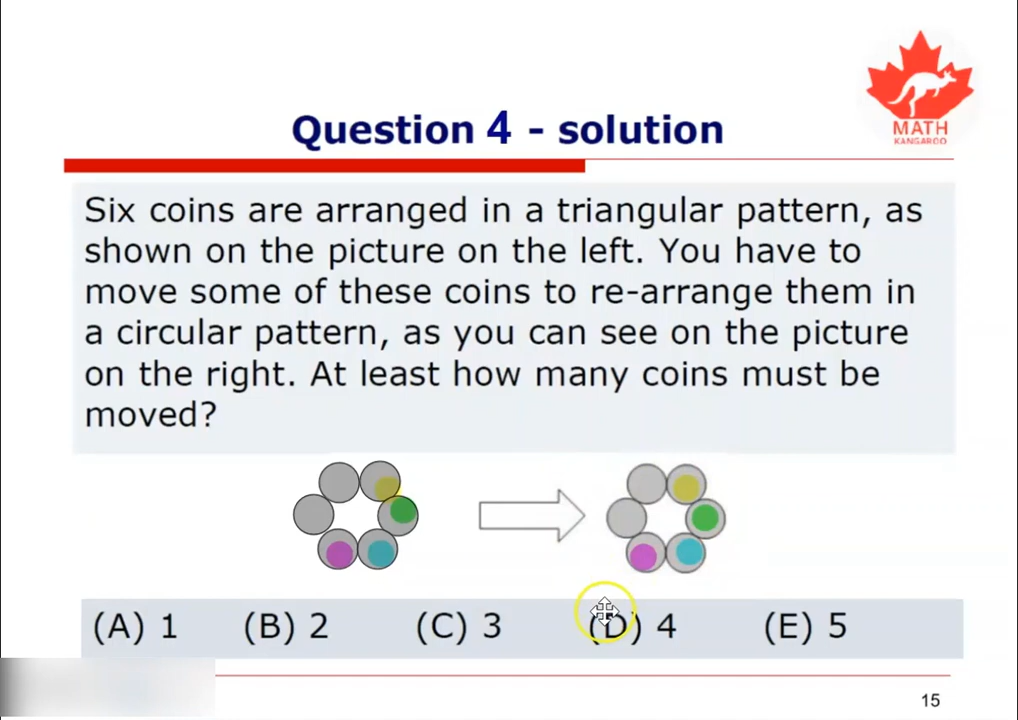 MATH
KANGAROO
Question 4 - solution
Six coins are arranged in a triangular pattern, as
shown on the picture on the left. You have to
move some of these coins to re-arrange them in
a circular pattern, as you can see on the picture
on the right. At least how many coins must be
moved?
(A) 1 (B) 2 (C) 3 (D) 4 (E) 5
15